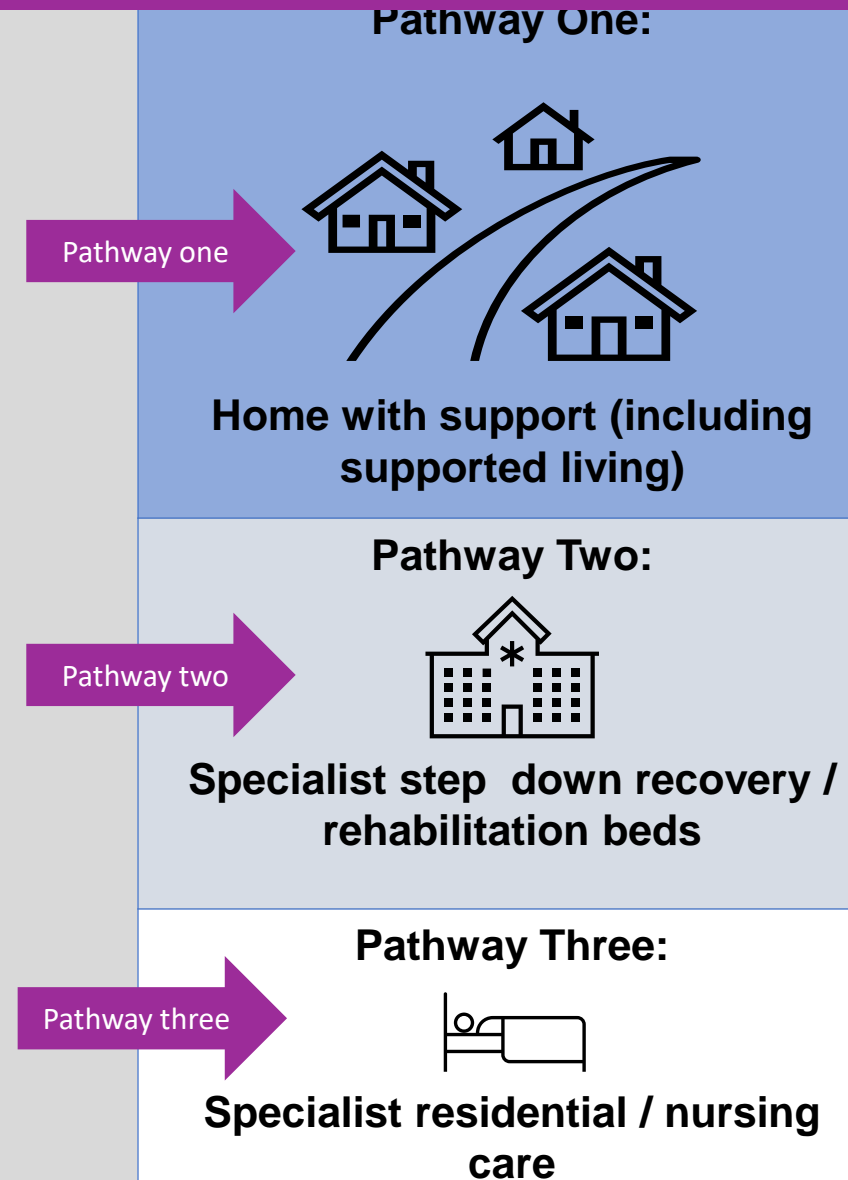 Pathway One:
Pathway one
Home with support (including
supported living)
Pathway Two:
Pathway two
Specialist step  down recovery /
rehabilitation beds
Pathway Three:
Pathway three
Specialist residential / nursing
care